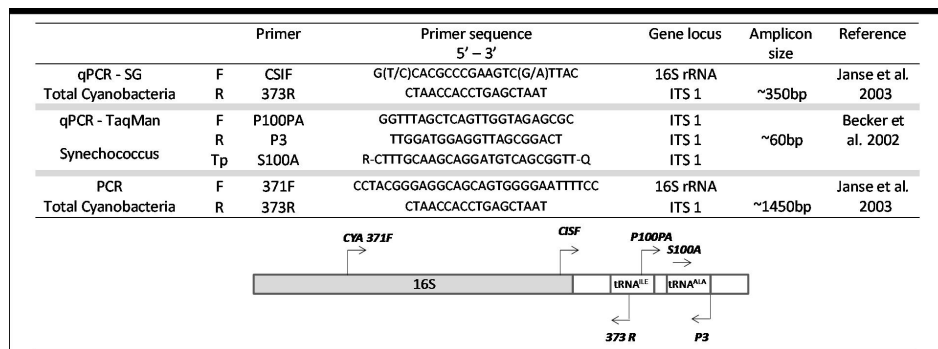 Primer Primer sequence 5’ – 3’ Gene locus Amplicon size Reference
qPCR - SG F CSIF G(T/C)CACGCCCGAAGTC(G/A)TTAC 16S rRNA Janse et al.
Total Cyanobacteria R 373R CTAACCACCTGAGCTAAT ITS 1 ~350bp 2003
qPCR - TaqMan F P100PA GGTTTAGCTCAGTTGGTAGAGCGC ITS 1 Becker et
R P3 TTGGATGGAGGTTAGCGGACT ITS 1 ~60bp al. 2002
Synechococcus
Tp S100A R-CTTTGCAAGCAGGATGTCAGCGGTT-Q ITS 1
PCR F 371F CCTACGGGAGGCAGCAGTGGGGAATTTTCC 16S rRNA Janse et al.
Total Cyanobacteria R 373R CTAACCACCTGAGCTAAT ITS 1 ~1450bp 2003
CYA 371F CISF P100PA
S100A
16S tRNA ILE tRNA ALA
373 R P3